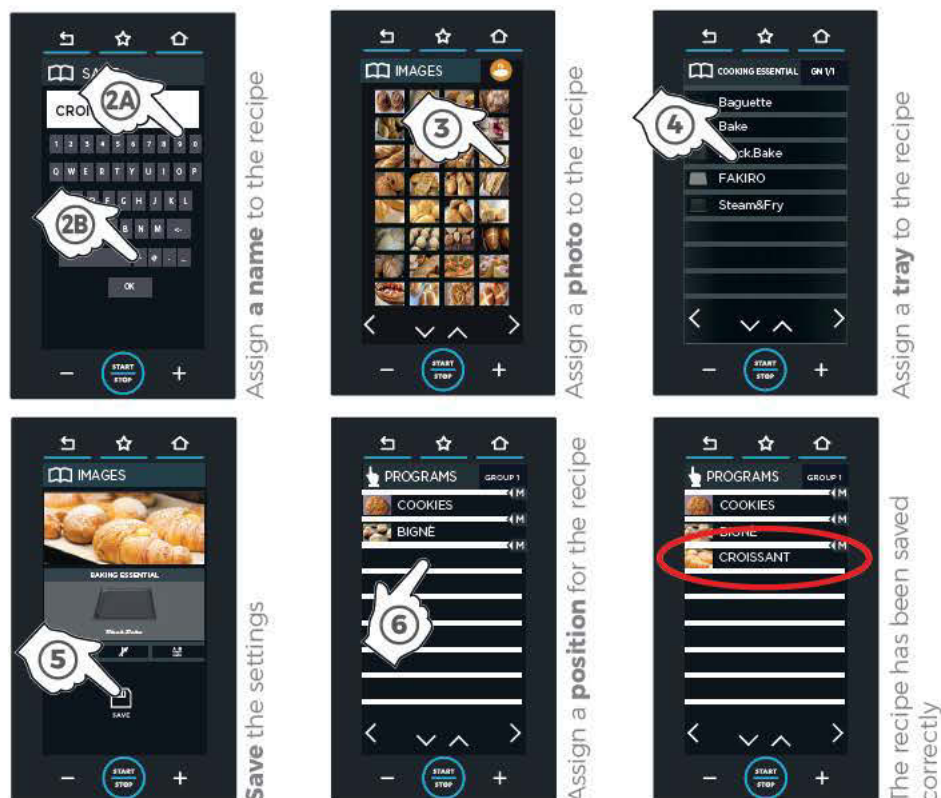 2A
CRO
1 2 3 4 5 6 7 8 9 0
Q W E R T Y U I O P
F G H J K L
2B
B N M <-
- @ . _
OK
START
STOP
- +
Assign a name to the recipe
IMAGES
3
< >
START
STOP
- +
Assign a photo to the recipe
COOKING ESSENTIAL GN 1/1
Baguette
4
Bake
ck.Bake
FAKIRO
Steam&Fry
< >
START
STOP
- +
Assign a tray to the recipe
IMAGES
BAKING ESSENTIAL
Black.Bake
5
SAVE
START
STOP
- +
Save the settings
PROGRAMS GROUP 1
M
COOKIES
M
BIGNÈ
M
6
< >
START
STOP
- +
Assign a position for the recipe
PROGRAMS GROUP 1
M
COOKIES
M
BIGNÈ
M
CROISSANT
< >
START
STOP
- +
The recipe has been saved
correctly